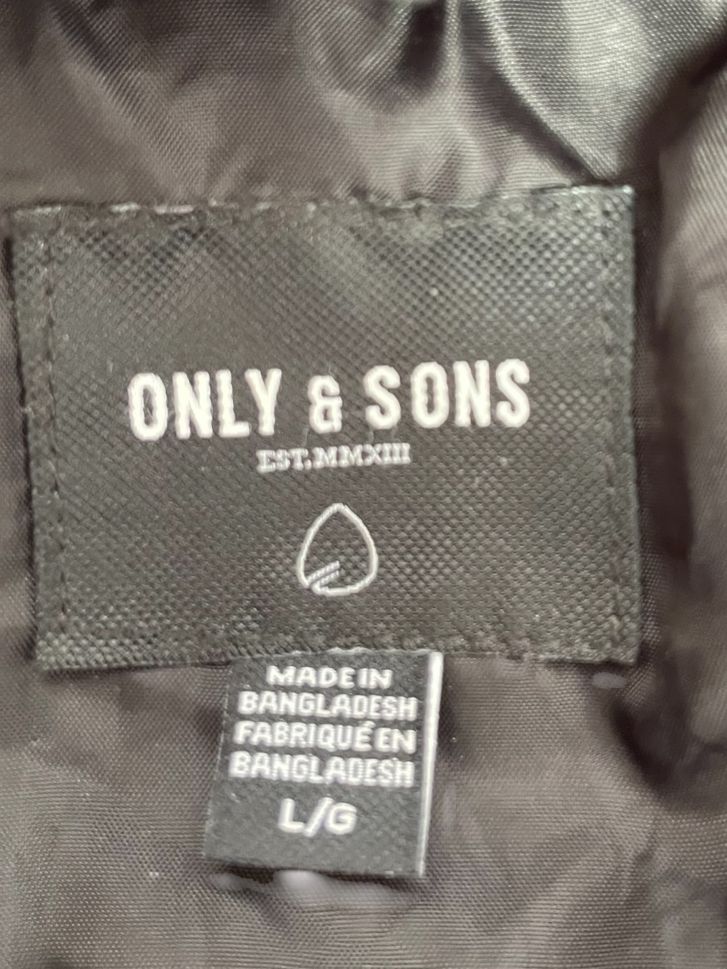 ONLY & SONS
EST. MMXIII
MADE IN
BANGLADESH
FABRIQUÉ EN
BANGLADESH
L/G